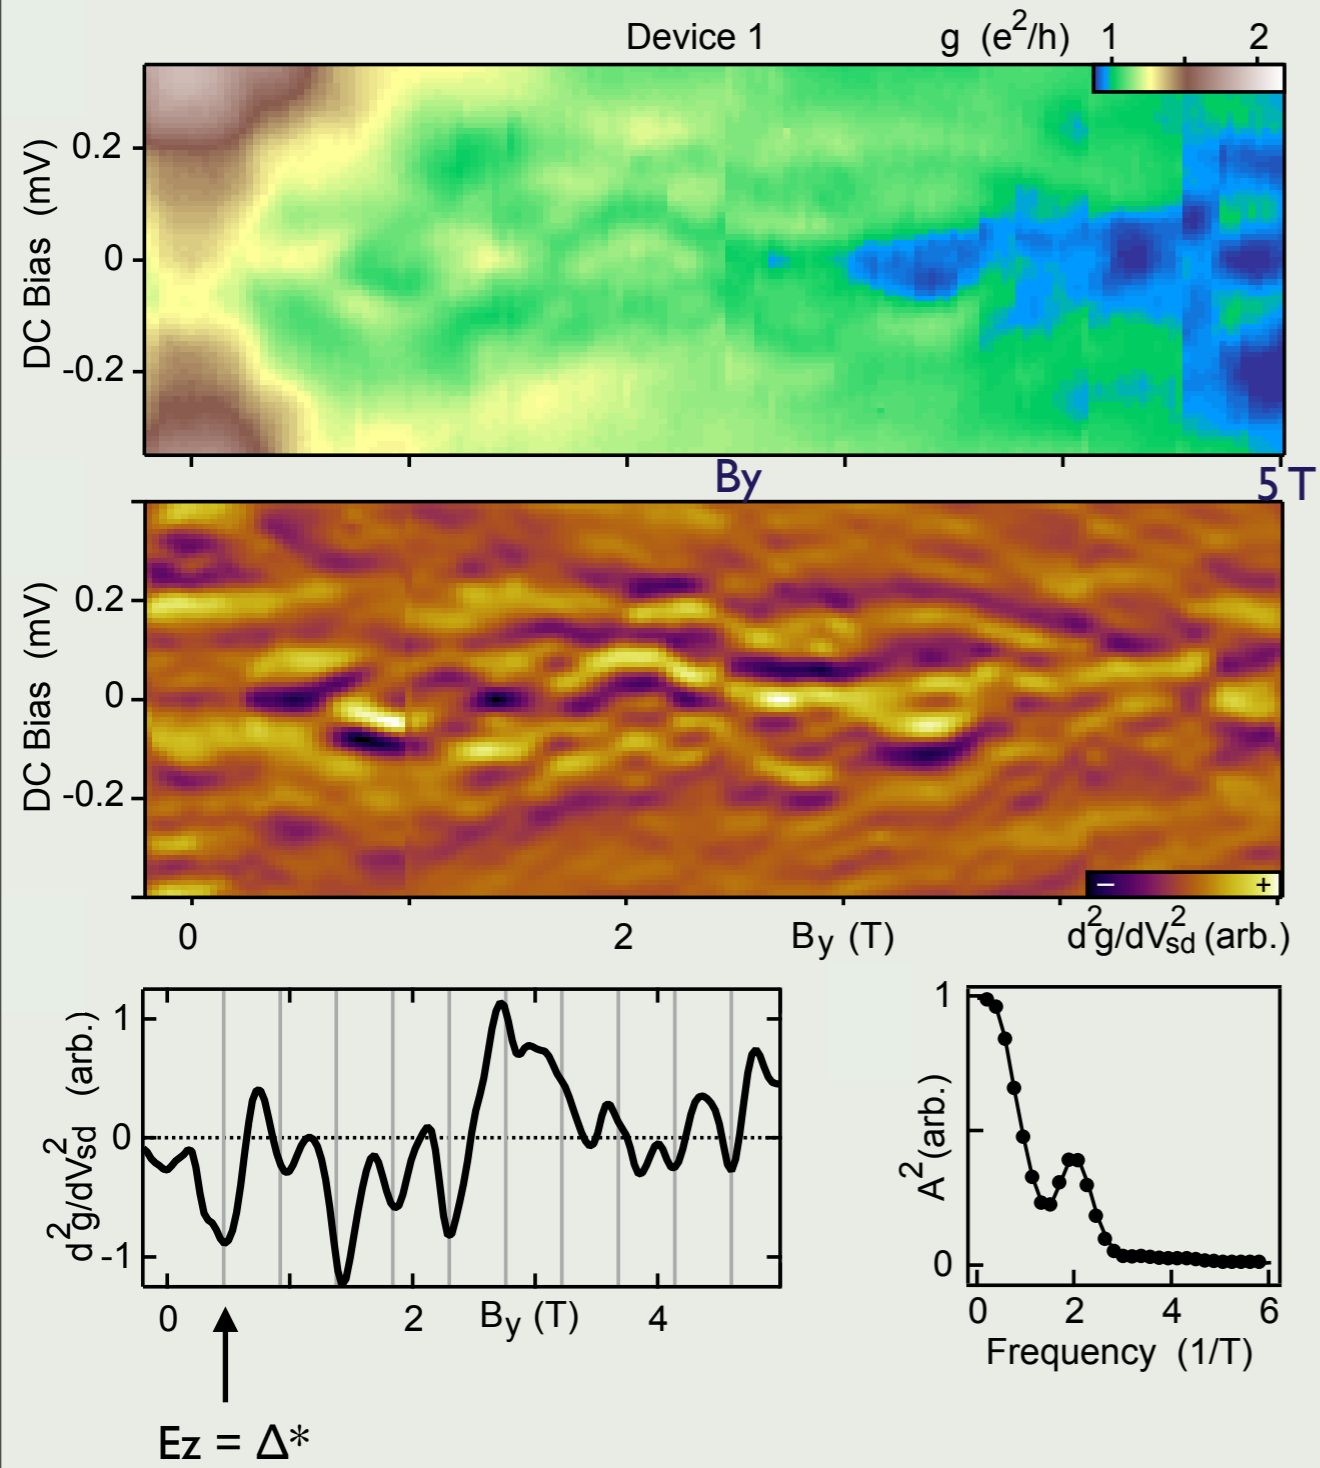 Device 1 g (e²/h) 1 2
DC Bias (mV)
0.2
0
-0.2
By
5 T
DC Bias (mV)
0.2
0
-0.2
− +
0 2 By (T) d²g/dVsd² (arb.)
d²g/dVsd² (arb.)
1
0
-1
0 2 By (T) 4
Ez = Δ*
A² (arb.)
1
0
0 2 4 6
Frequency (1/T)